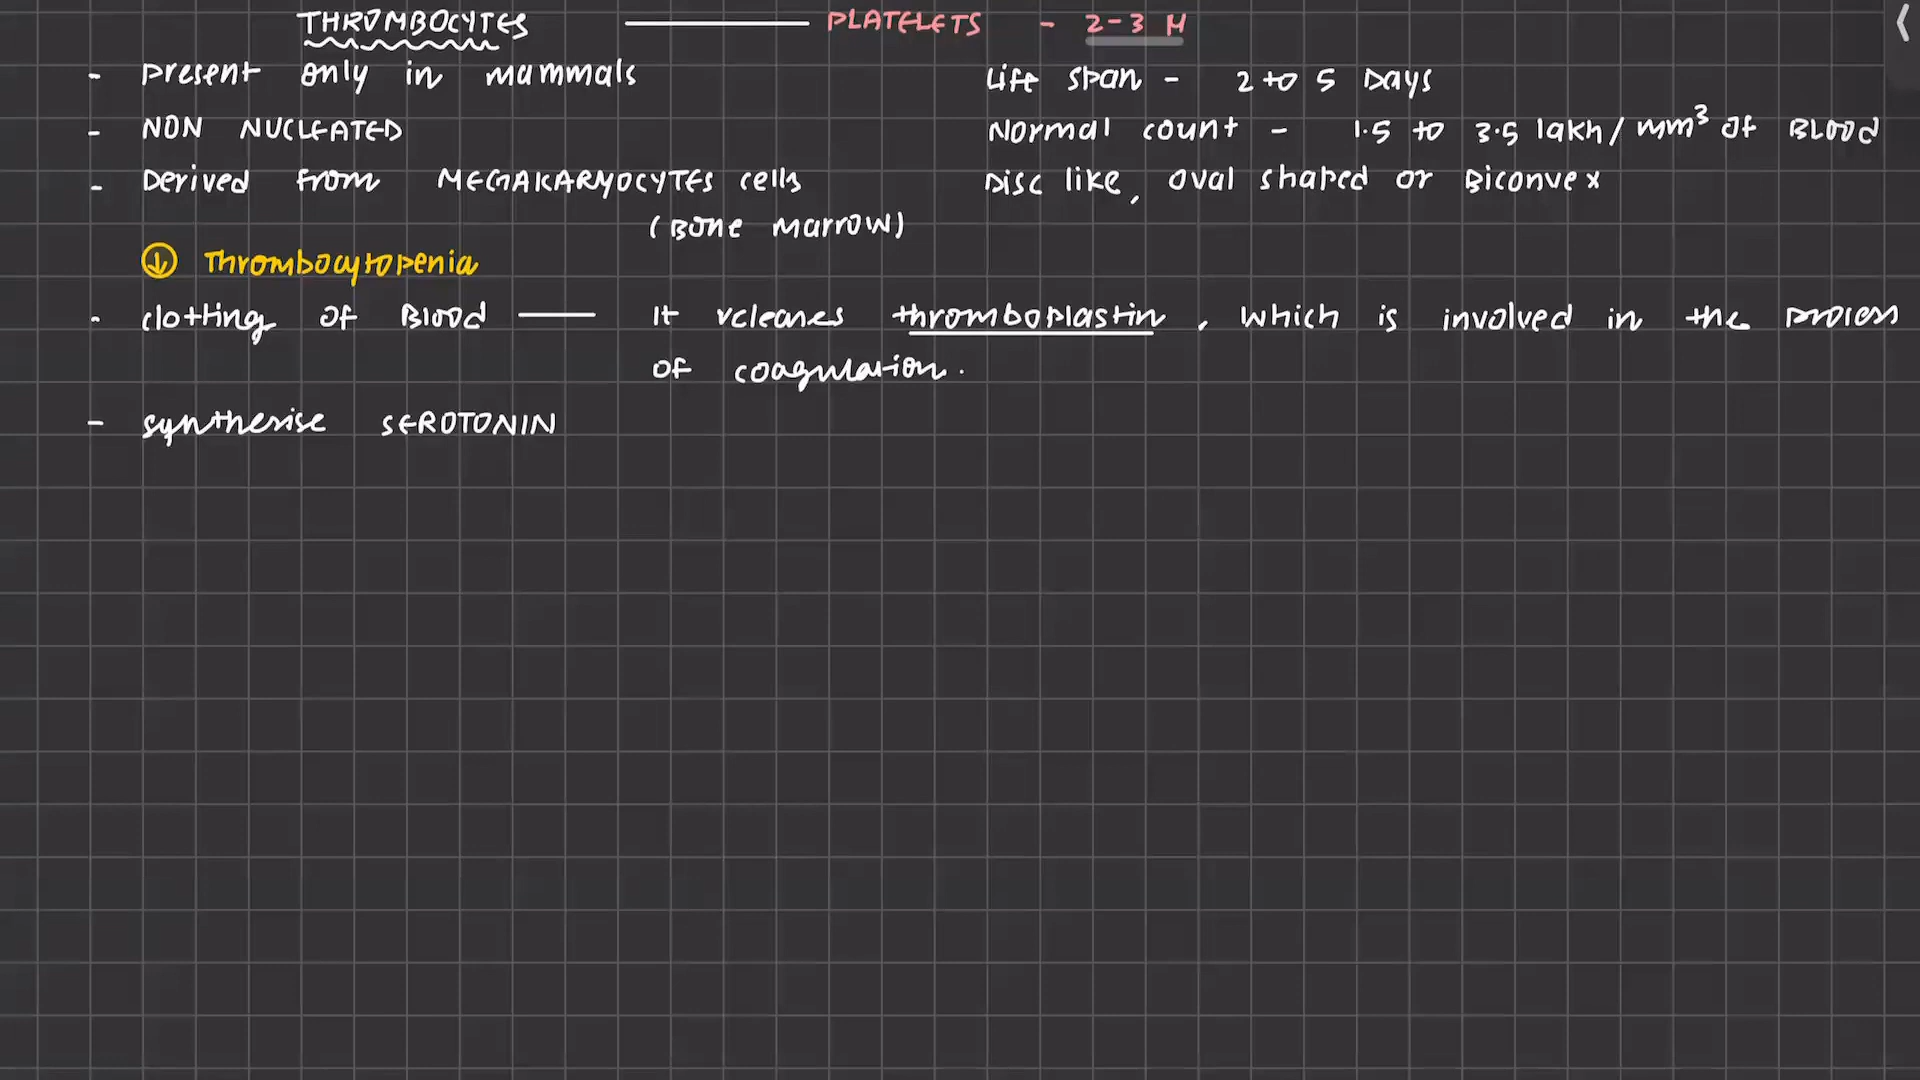 THROMBOCYTES —— PLATELETS - 2-3 M
- present only in mammals
Life span - 2 to 5 Days
- NON NUCLEATED
Normal count - 1.5 to 3.5 lakh/mm³ of Blood
- Derived from MEGAKARYOCYTES cells
(Bone marrow)
Disc like, oval shaped or Biconvex
↓ Thrombocytopenia
- clotting of Blood —— It releases thromboplastin, which is involved in the process
of coagulation.
- synthesise SEROTONIN